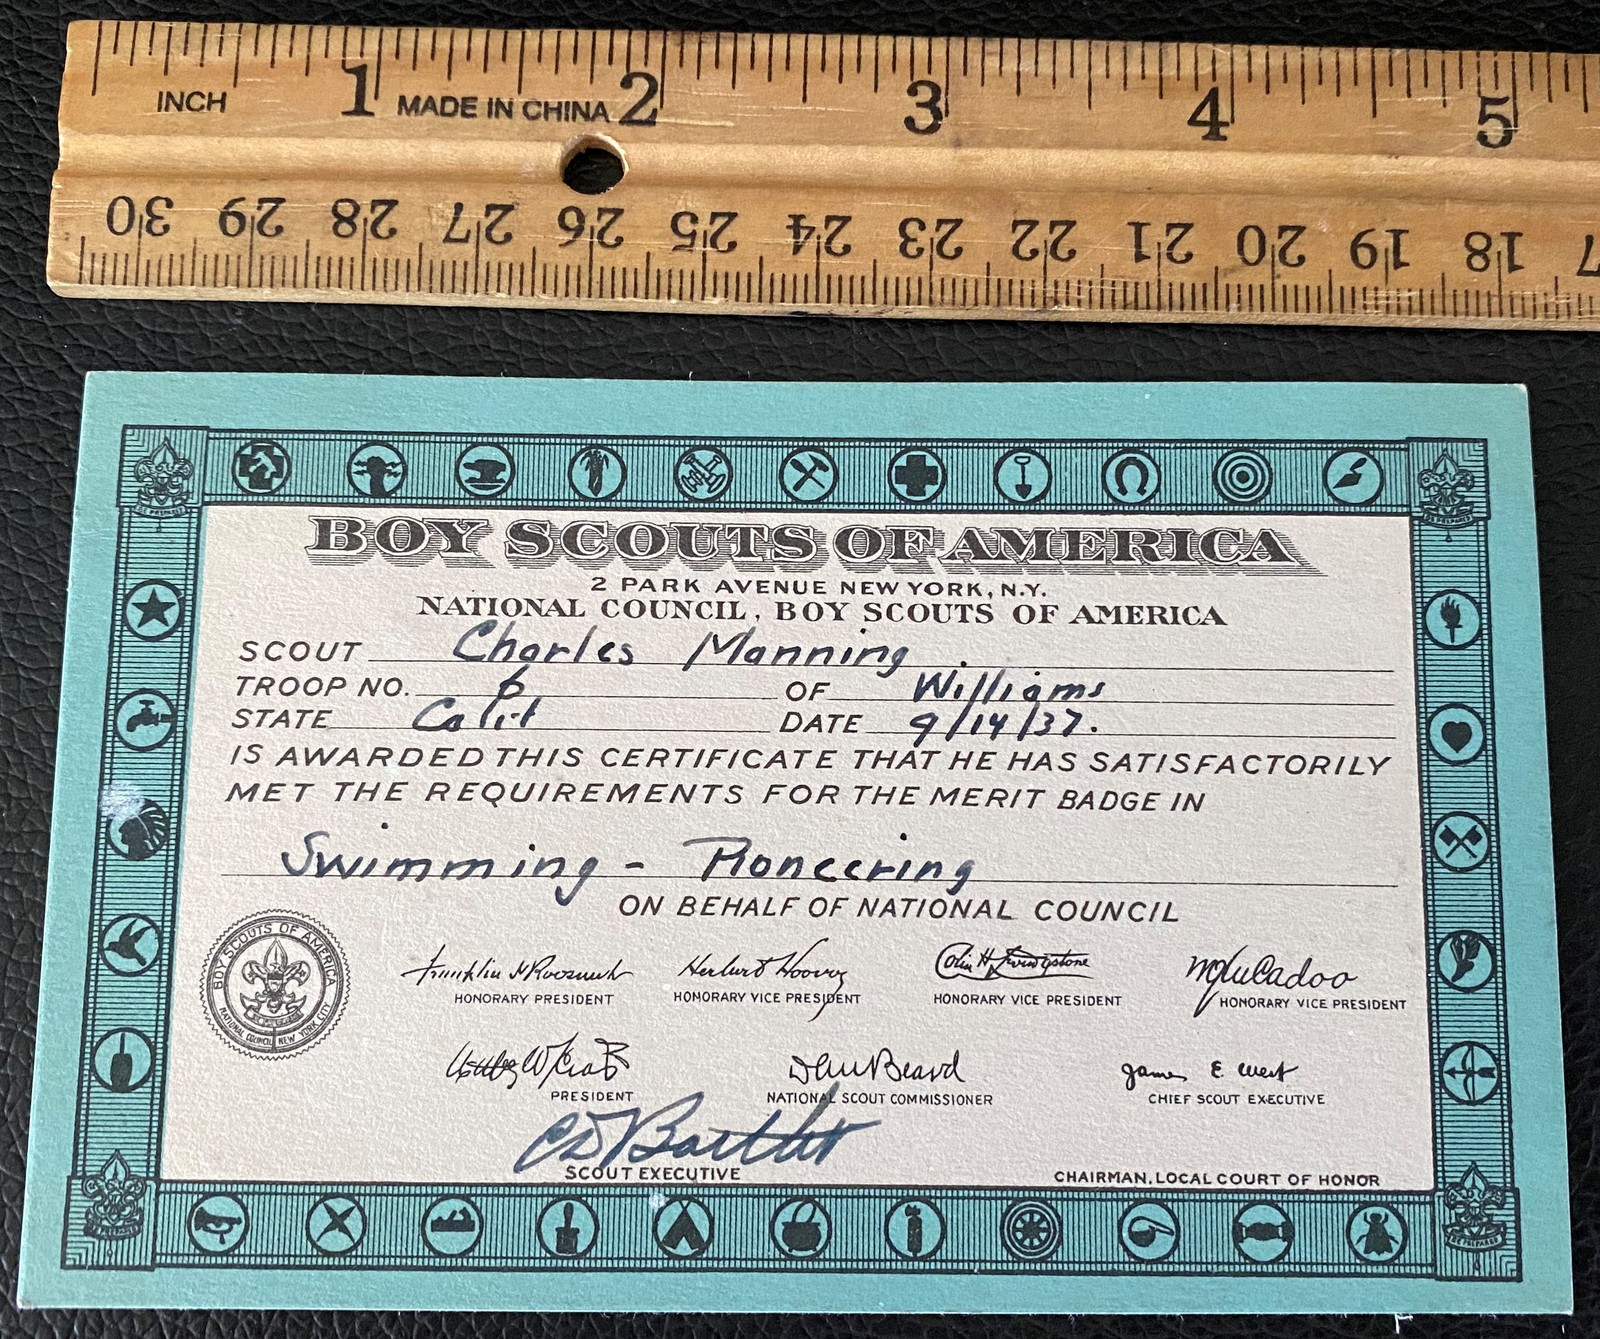 INCH 1 MADE IN CHINA 2 3 4 5
30 29 28 27 26 25 24 23 22 21 20 19 18 17
BOY SCOUTS OF AMERICA
2 PARK AVENUE NEW YORK, N.Y.
NATIONAL COUNCIL, BOY SCOUTS OF AMERICA
SCOUT Charles Manning
TROOP NO. 6 OF Williams
STATE Calif DATE 9/14/37.
IS AWARDED THIS CERTIFICATE THAT HE HAS SATISFACTORILY
MET THE REQUIREMENTS FOR THE MERIT BADGE IN
Swimming - Pioneering
ON BEHALF OF NATIONAL COUNCIL
BOY SCOUTS OF AMERICA
NATIONAL COUNCIL NEW YORK CITY
Franklin D Roosevelt Herbert Hoover Colin H Livingstone WG McAdoo
HONORARY PRESIDENT HONORARY VICE PRESIDENT HONORARY VICE PRESIDENT HONORARY VICE PRESIDENT
Dan Beard James E. West
PRESIDENT NATIONAL SCOUT COMMISSIONER CHIEF SCOUT EXECUTIVE
CD Bartlett
SCOUT EXECUTIVE CHAIRMAN, LOCAL COURT OF HONOR